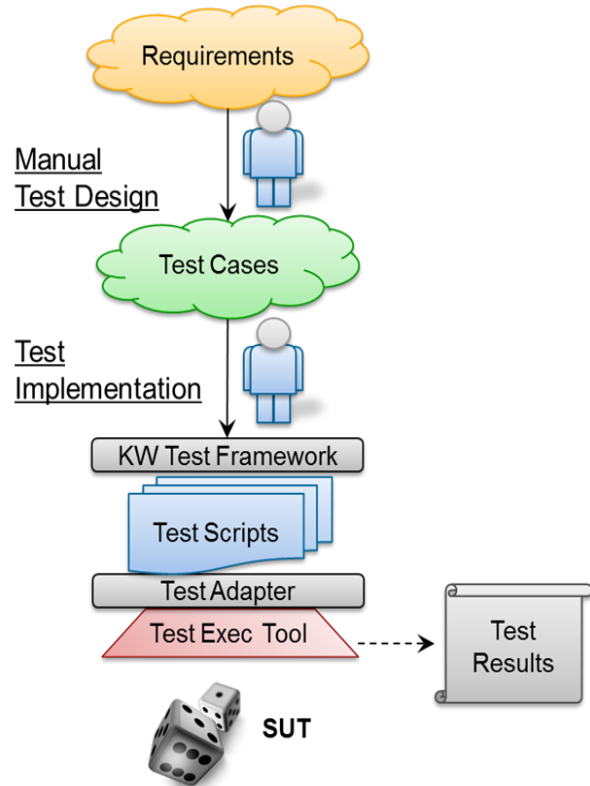 Requirements
Manual
Test Design
Test Cases
Test
Implementation
KW Test Framework
Test Scripts
Test Adapter
Test Exec Tool
Test
Results
SUT